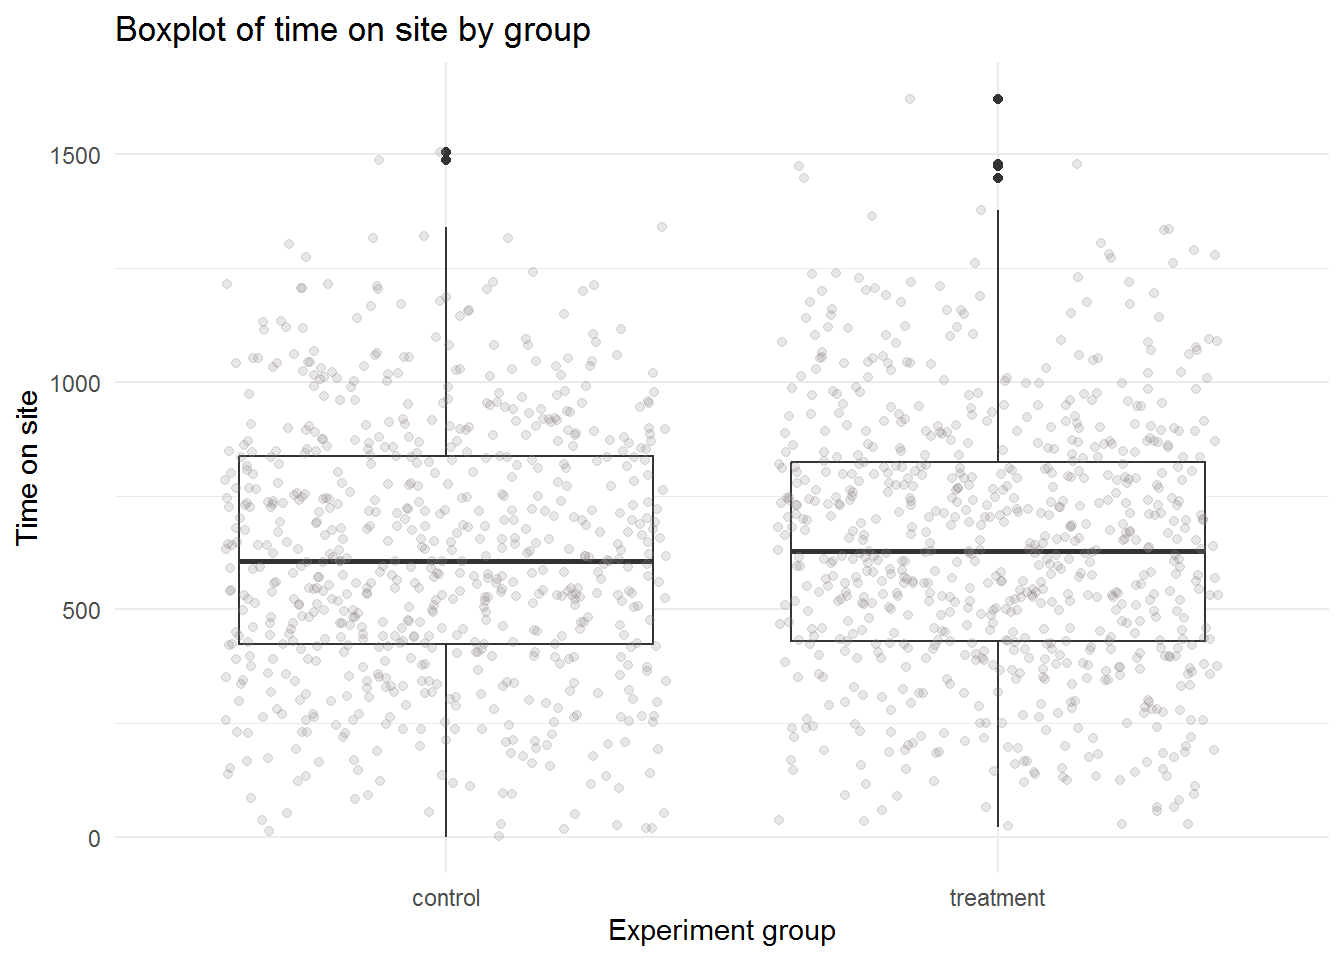 Boxplot of time on site by group
Time on site
1500
1000
500
0
control
treatment
Experiment group